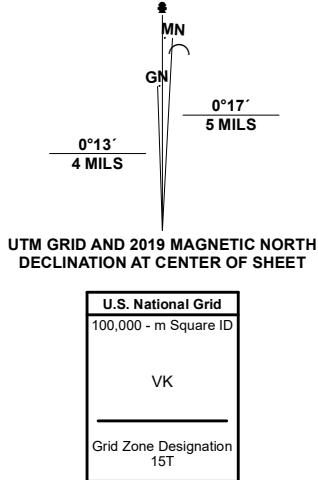 MN
GN
0°17´
5 MILS
0°13´
4 MILS
UTM GRID AND 2019 MAGNETIC NORTH
DECLINATION AT CENTER OF SHEET
U.S. National Grid
100,000 - m Square ID
VK
Grid Zone Designation
15T